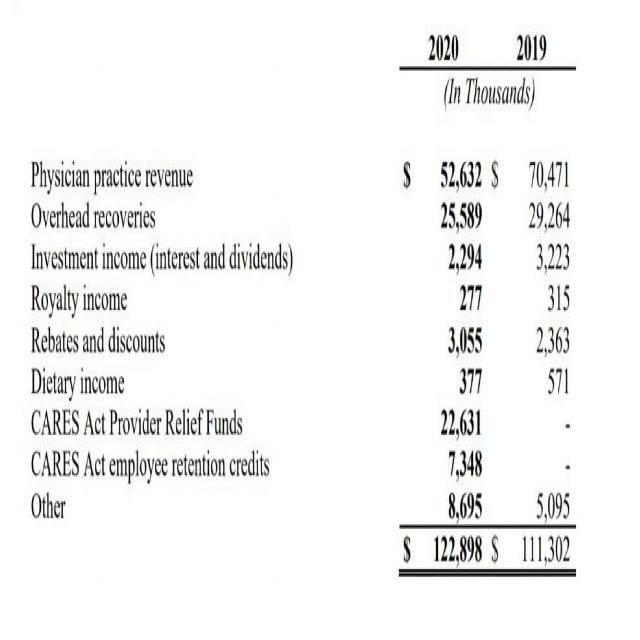 2020 2019
(In Thousands)
Physician practice revenue $ 52,632 $ 70,471
Overhead recoveries 25,589 29,264
Investment income (interest and dividends) 2,294 3,223
Royalty income 277 315
Rebates and discounts 3,055 2,363
Dietary income 377 571
CARES Act Provider Relief Funds 22,631 -
CARES Act employee retention credits 7,348 -
Other 8,695 5,095
$ 122,898 $ 111,302